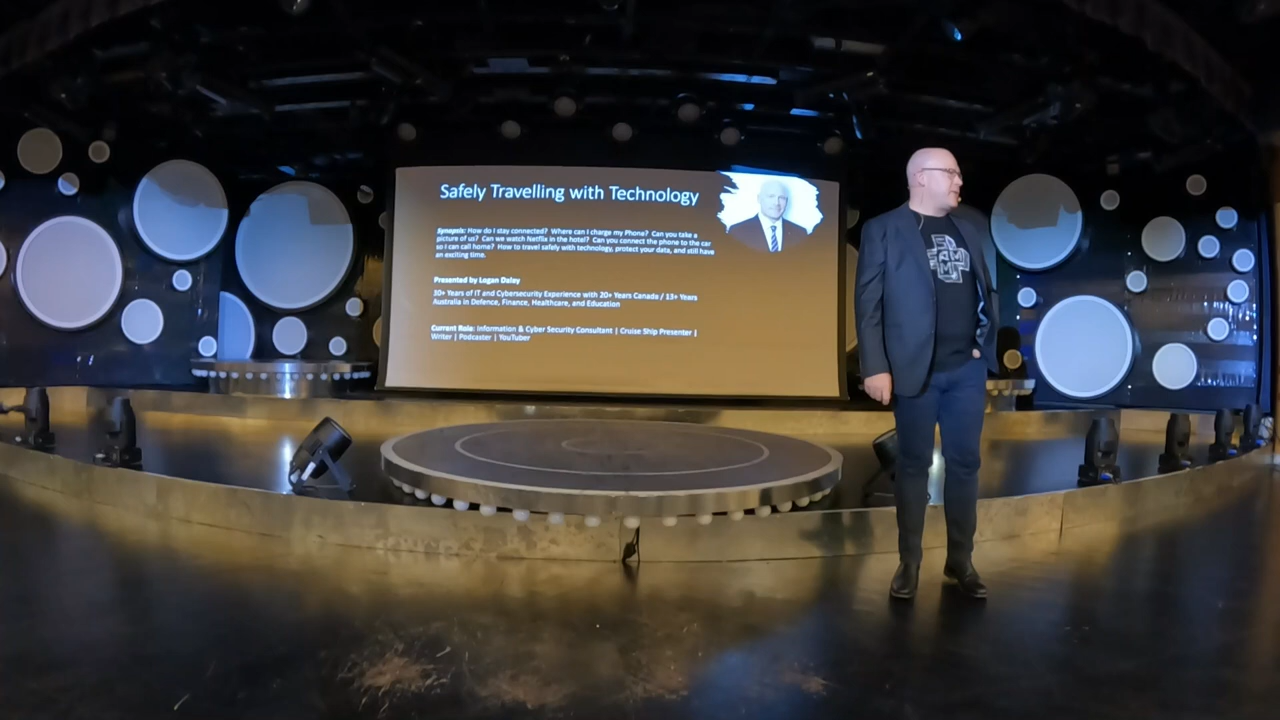 Safely Travelling with Technology
Synopsis: How do I stay connected? Where can I charge my Phone? Can you take a
picture of us? Can we watch Netflix in the hotel? Can you connect the phone to the car
so I can call home? How to travel safely with technology, protect your data, and still have
an exciting time.
Presented by Logan Daley
30+ Years of IT and Cybersecurity Experience with 20+ Years Canada / 13+ Years
Australia in Defence, Finance, Healthcare, and Education
Current Role: Information & Cyber Security Consultant | Cruise Ship Presenter |
Writer | Podcaster | YouTuber